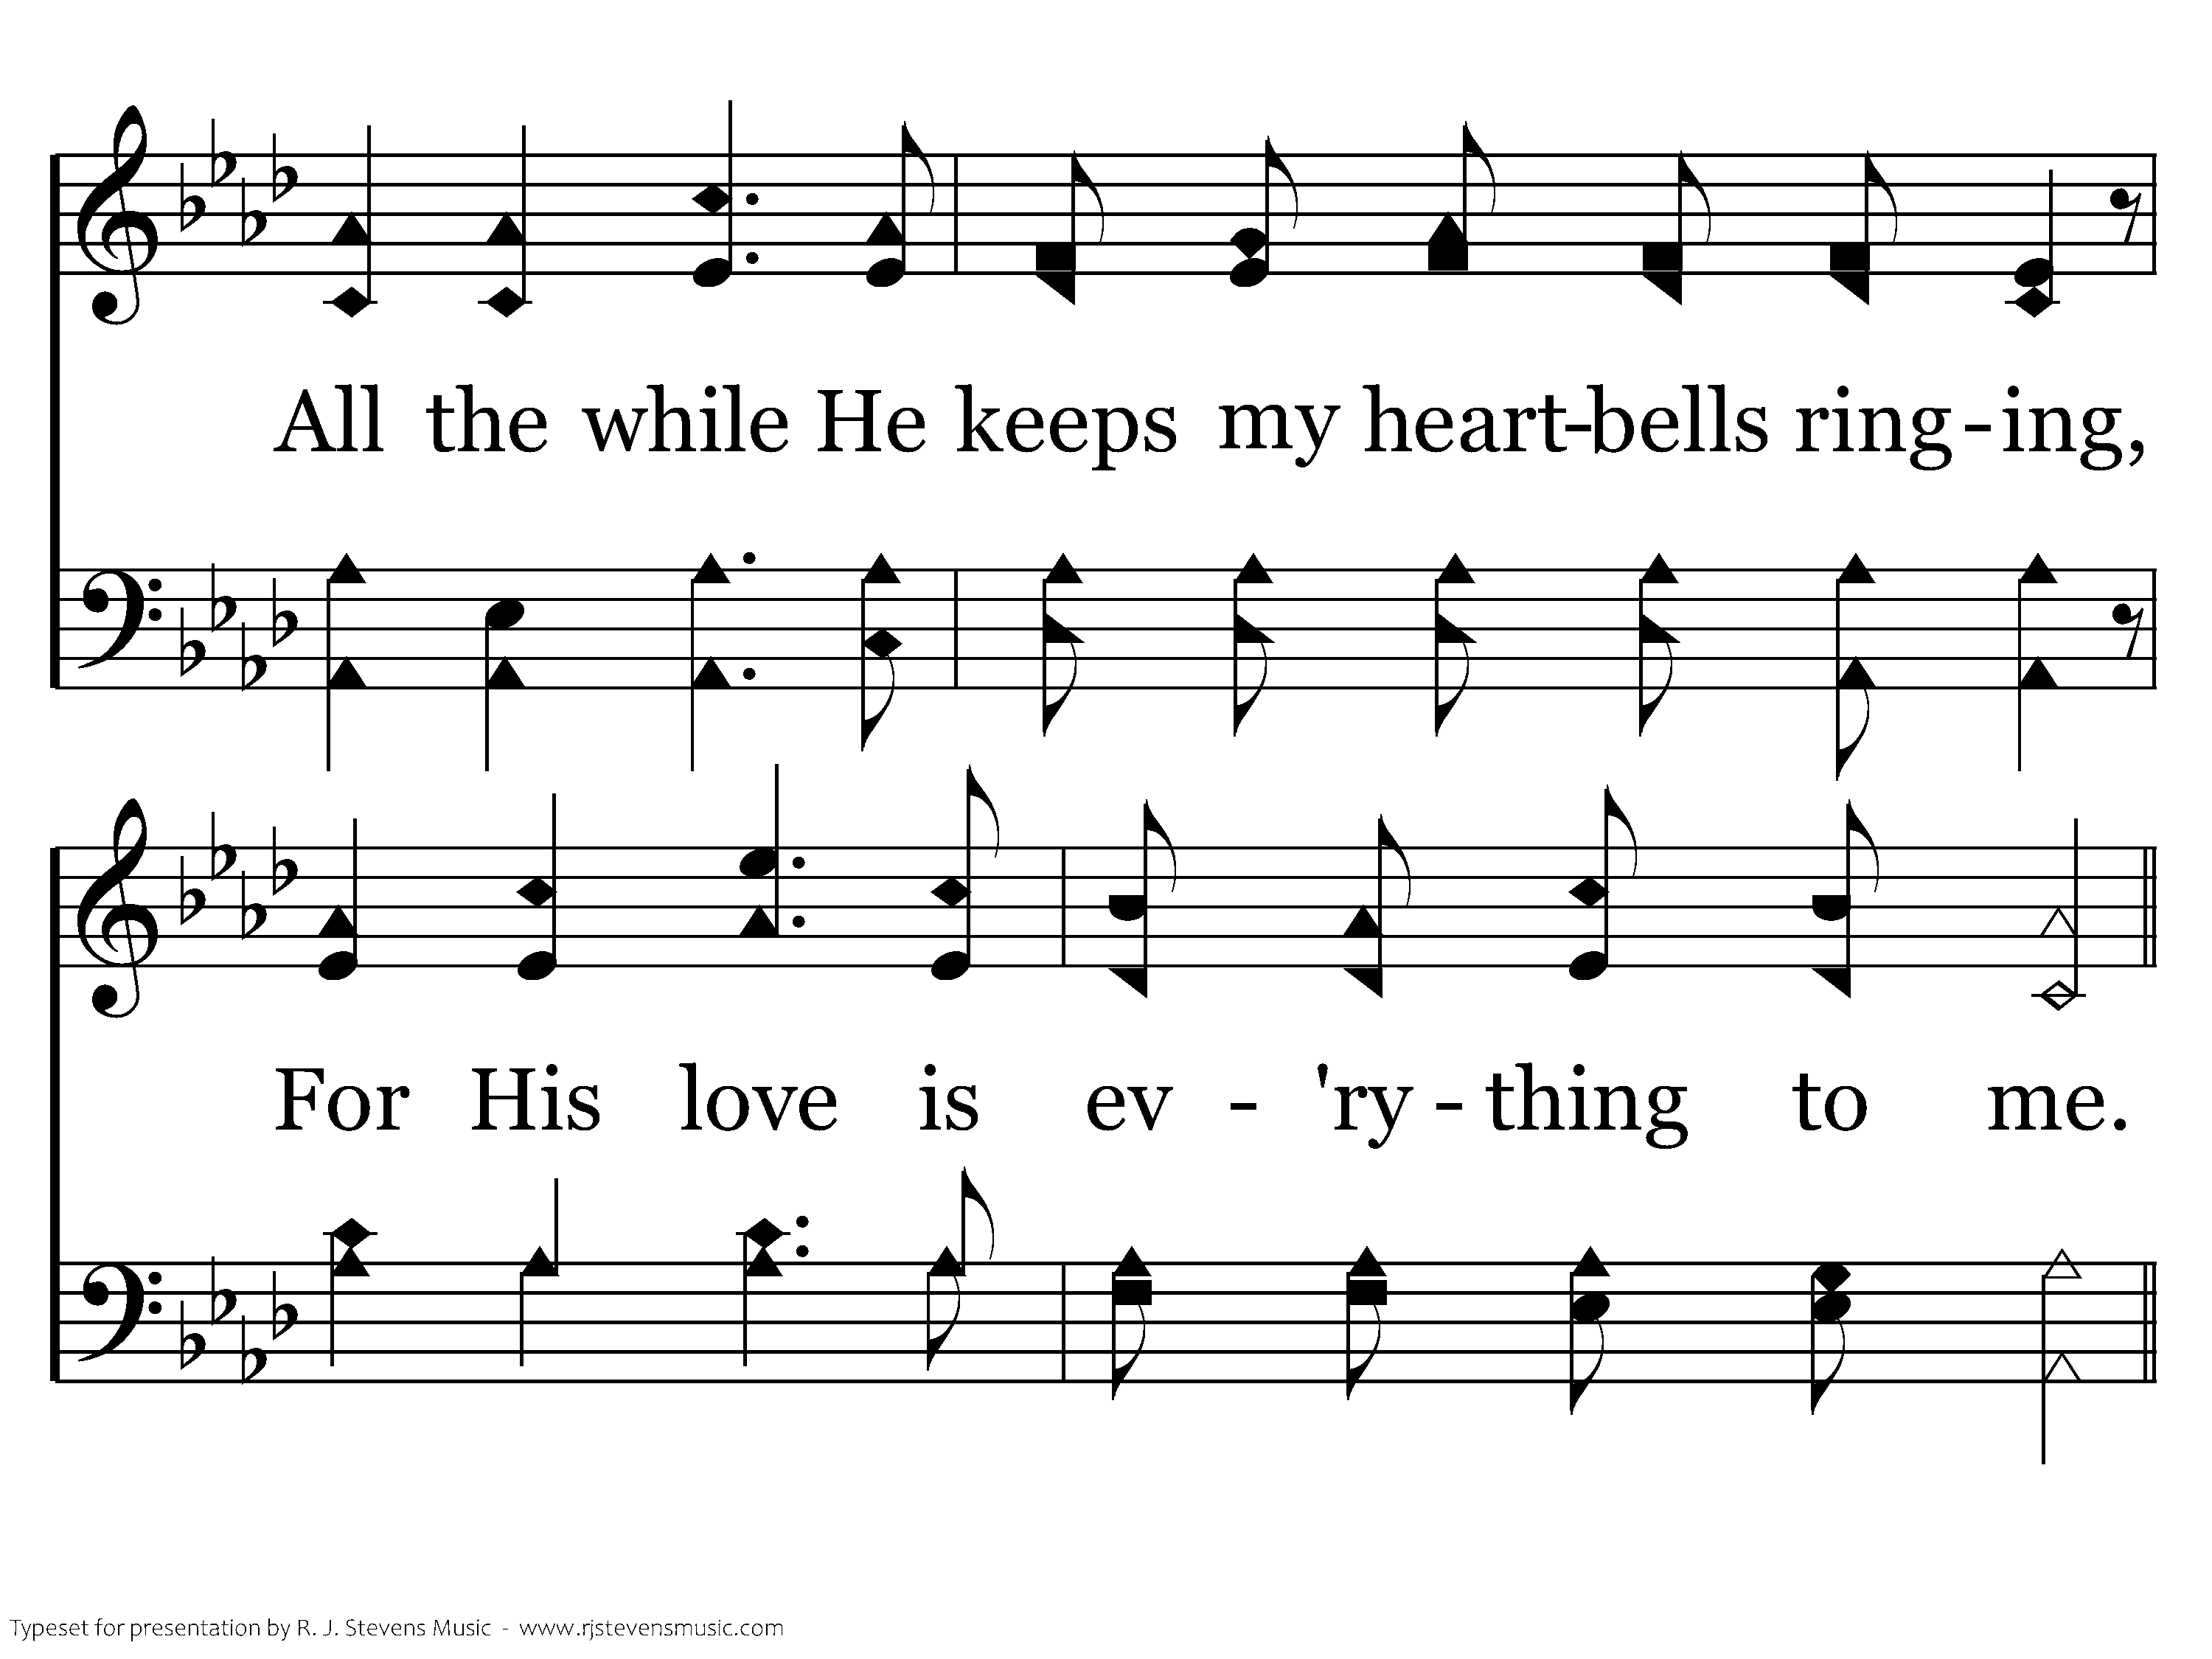 All the while He keeps my heart-bells ring-ing,
For His love is ev - 'ry - thing to me.
Typeset for presentation by R. J. Stevens Music - www.rjstevensmusic.com